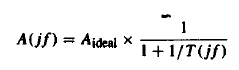 A(jf) = A_ideal × 1 / (1 + 1/T(jf))